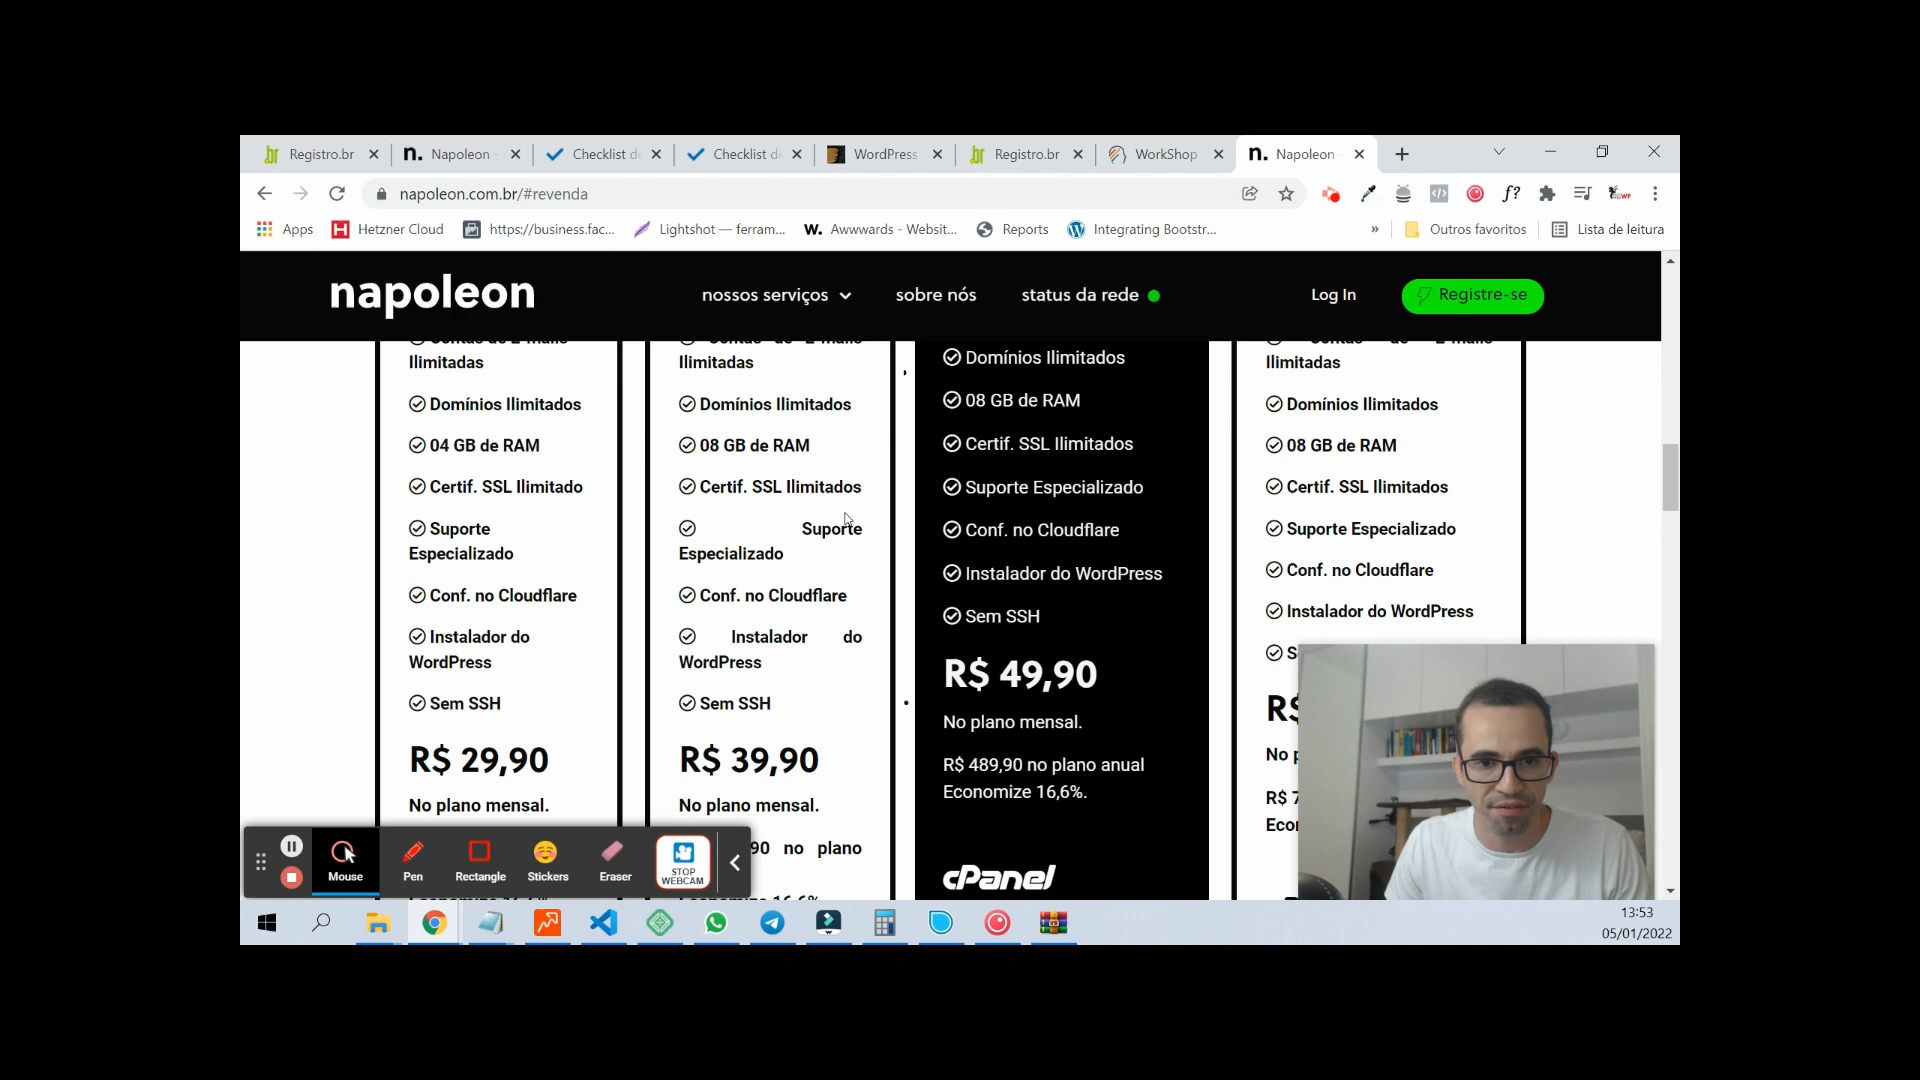 Registro.br
Napoleon
Checklist d
Checklist d
WordPress
Registro.br
WorkShop
Napoleon
napoleon.com.br/#revenda
Apps
Hetzner Cloud
https://business.fac...
Lightshot — ferram...
Awwwards - Websit...
Reports
Integrating Bootstr...
»
Outros favoritos
Lista de leitura
napoleon
nossos serviços
sobre nós
status da rede
Log In
Registre-se
Ilimitadas
Domínios Ilimitados
04 GB de RAM
Certif. SSL Ilimitado
Suporte
Especializado
Conf. no Cloudflare
Instalador do
WordPress
Sem SSH
R$ 29,90
No plano mensal.
Ilimitadas
Domínios Ilimitados
08 GB de RAM
Certif. SSL Ilimitados
Suporte
Especializado
Conf. no Cloudflare
Instalador do
WordPress
Sem SSH
R$ 39,90
No plano mensal.
90 no plano
Domínios Ilimitados
08 GB de RAM
Certif. SSL Ilimitados
Suporte Especializado
Conf. no Cloudflare
Instalador do WordPress
Sem SSH
R$ 49,90
No plano mensal.
R$ 489,90 no plano anual
Economize 16,6%.
cPanel
Ilimitadas
Domínios Ilimitados
08 GB de RAM
Certif. SSL Ilimitados
Suporte Especializado
Conf. no Cloudflare
Instalador do WordPress
S
R$
No p
R$ 7
Econ
Mouse
Pen
Rectangle
Stickers
Eraser
STOP
WEBCAM
13:53
05/01/2022